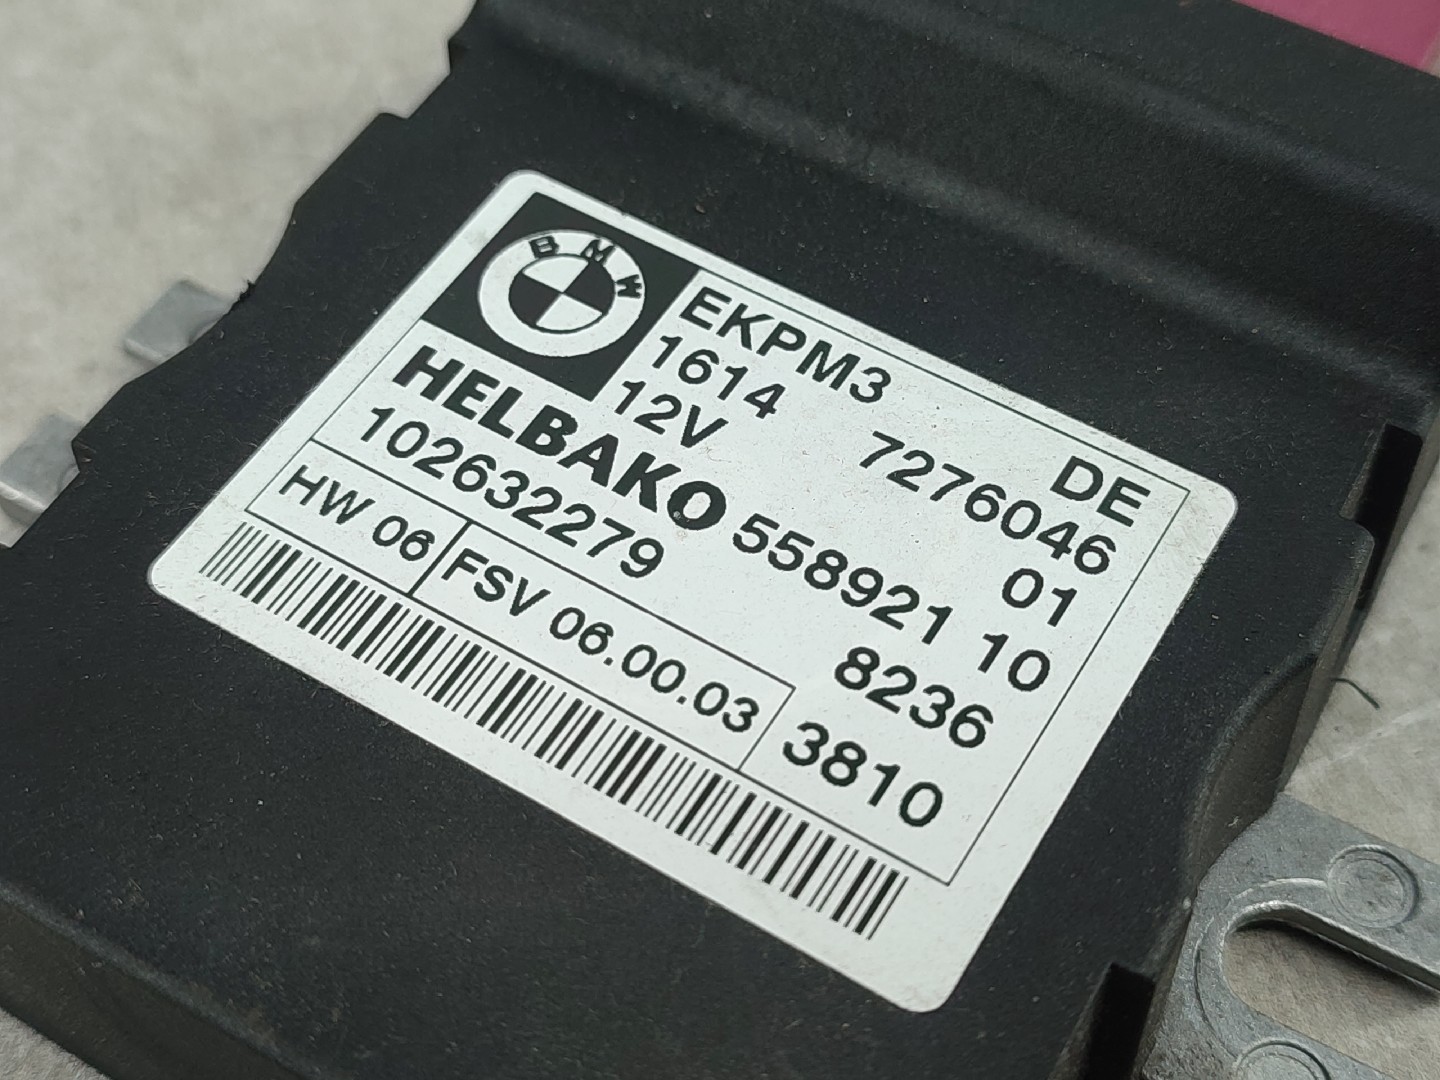 BMW
EKPM3 DE
1614 7276046
12V 01
HELBAKO 558921 10
102632279 8236
HW 06 FSV 06.00.03 3810